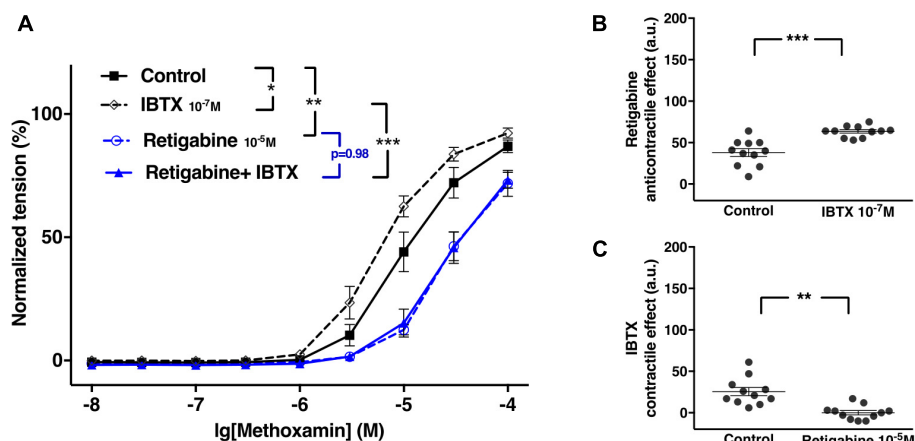 A
Control
IBTX 10-7M
Retigabine 10-5M
Retigabine+ IBTX
*
**
***
p=0.98
Normalized tension (%)
100
50
0
-8 -7 -6 -5 -4
lg[Methoxamin] (M)
B
Retigabine
anticontractile effect (a.u.)
200
150
100
50
0
***
Control IBTX 10-7M
C
IBTX
contractile effect (a.u.)
200
150
100
50
0
**
Control Retigabine 10-5M